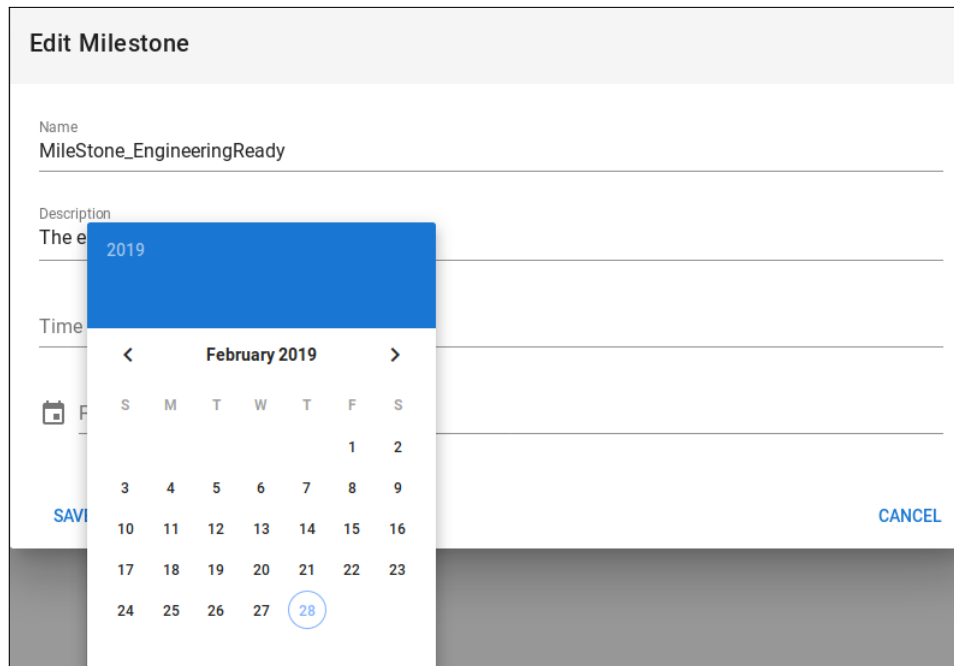 Edit Milestone
Name
MileStone_EngineeringReady
Description
The e
2019
Time
February 2019
S M T W T F S
1 2
3 4 5 6 7 8 9
10 11 12 13 14 15 16
17 18 19 20 21 22 23
24 25 26 27 28
SAVE CANCEL